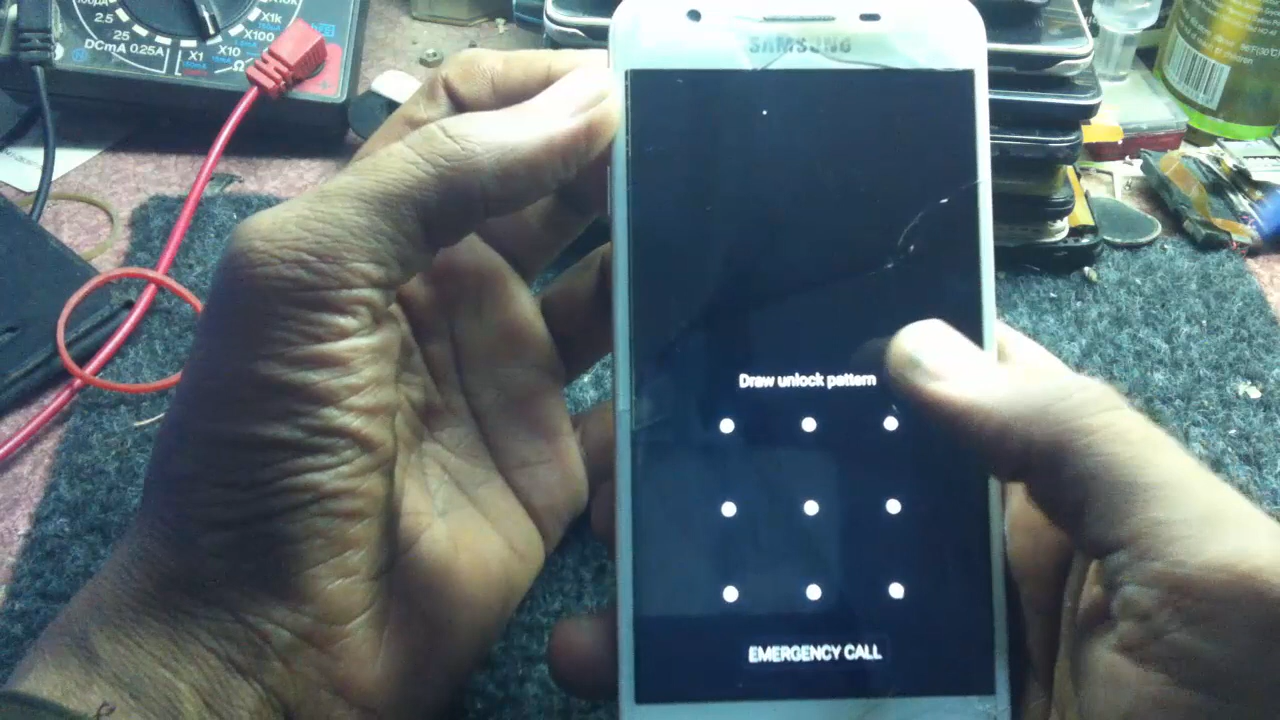 X1k
X100
X10
X1
Ω
2.5
25
DCmA 0.25A
SAMSUNG
Draw unlock pattern
EMERGENCY CALL